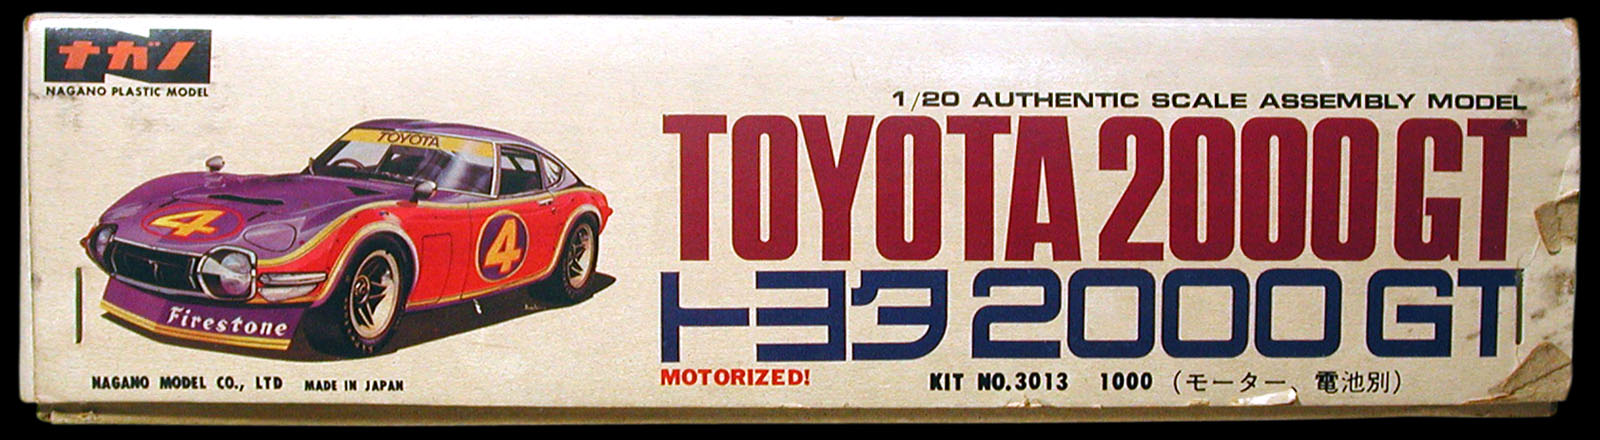 ナガノ
NAGANO PLASTIC MODEL
1/20 AUTHENTIC SCALE ASSEMBLY MODEL
TOYOTA 2000 GT
トヨタ 2000 GT
TOYOTA
4
4
Firestone
MOTORIZED!
NAGANO MODEL CO., LTD MADE IN JAPAN
KIT NO.3013 1000 (モーター、電池別)